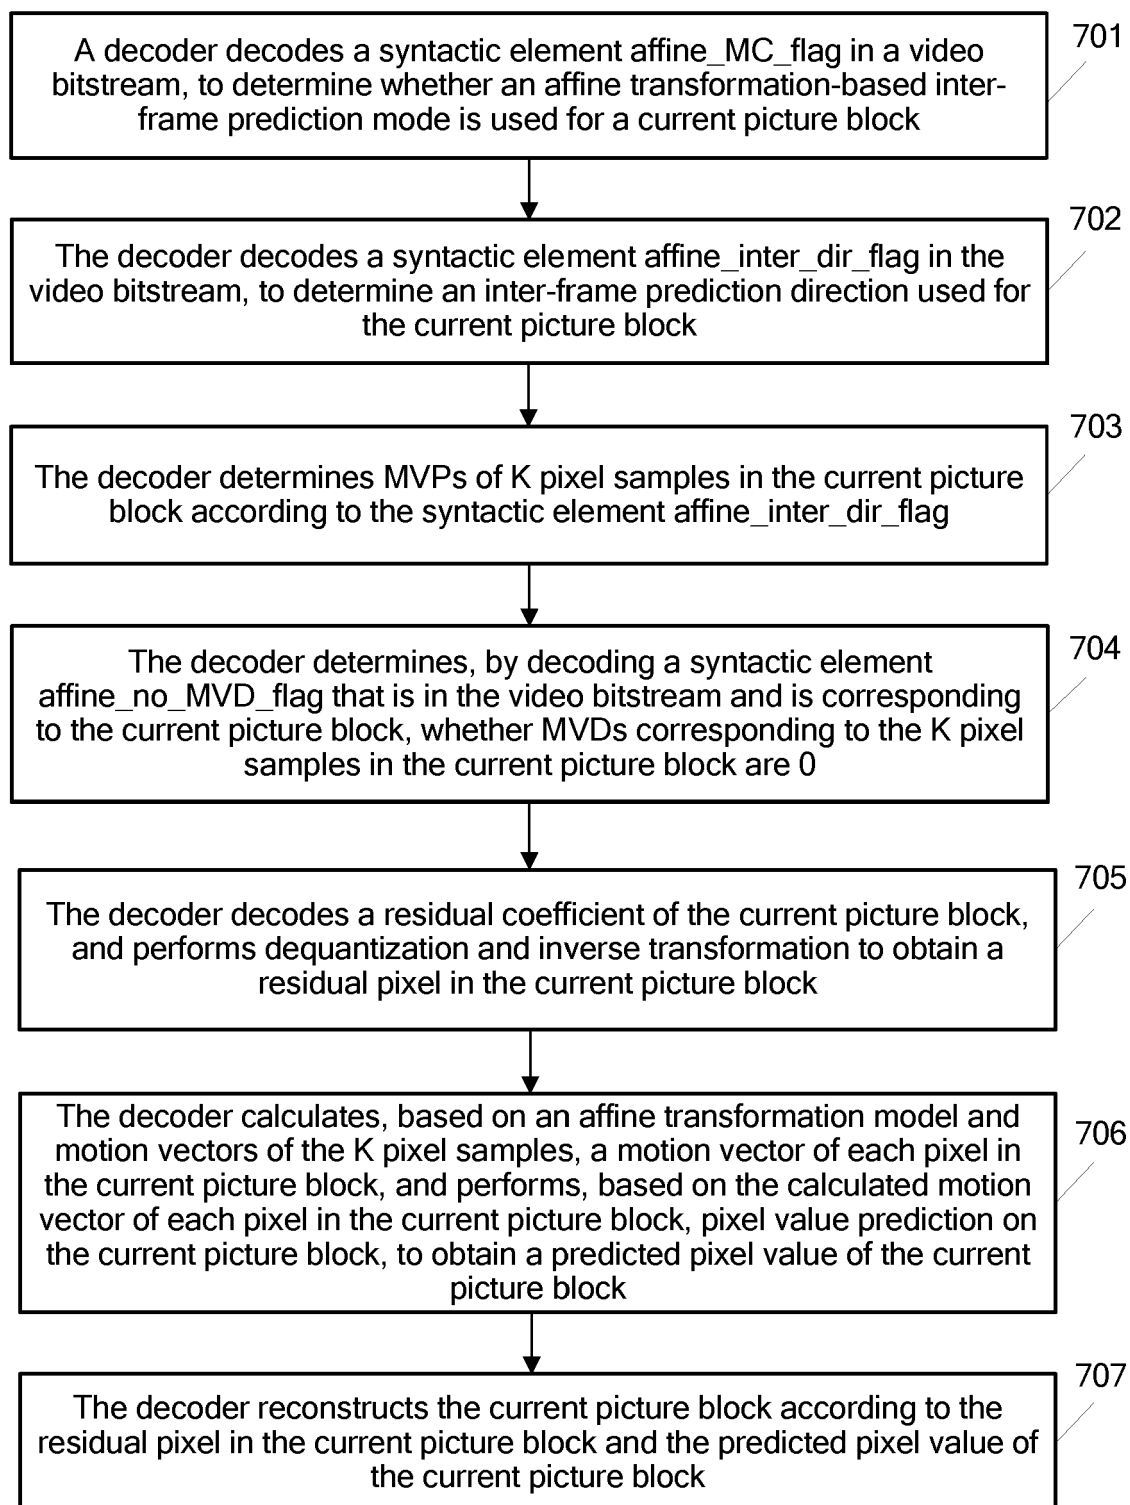 A decoder decodes a syntactic element affine_MC_flag in a video
bitstream, to determine whether an affine transformation-based inter-
frame prediction mode is used for a current picture block
701
The decoder decodes a syntactic element affine_inter_dir_flag in the
video bitstream, to determine an inter-frame prediction direction used for
the current picture block
702
The decoder determines MVPs of K pixel samples in the current picture
block according to the syntactic element affine_inter_dir_flag
703
The decoder determines, by decoding a syntactic element
affine_no_MVD_flag that is in the video bitstream and is corresponding
to the current picture block, whether MVDs corresponding to the K pixel
samples in the current picture block are 0
704
The decoder decodes a residual coefficient of the current picture block,
and performs dequantization and inverse transformation to obtain a
residual pixel in the current picture block
705
The decoder calculates, based on an affine transformation model and
motion vectors of the K pixel samples, a motion vector of each pixel in
the current picture block, and performs, based on the calculated motion
vector of each pixel in the current picture block, pixel value prediction on
the current picture block, to obtain a predicted pixel value of the current
picture block
706
The decoder reconstructs the current picture block according to the
residual pixel in the current picture block and the predicted pixel value of
the current picture block
707